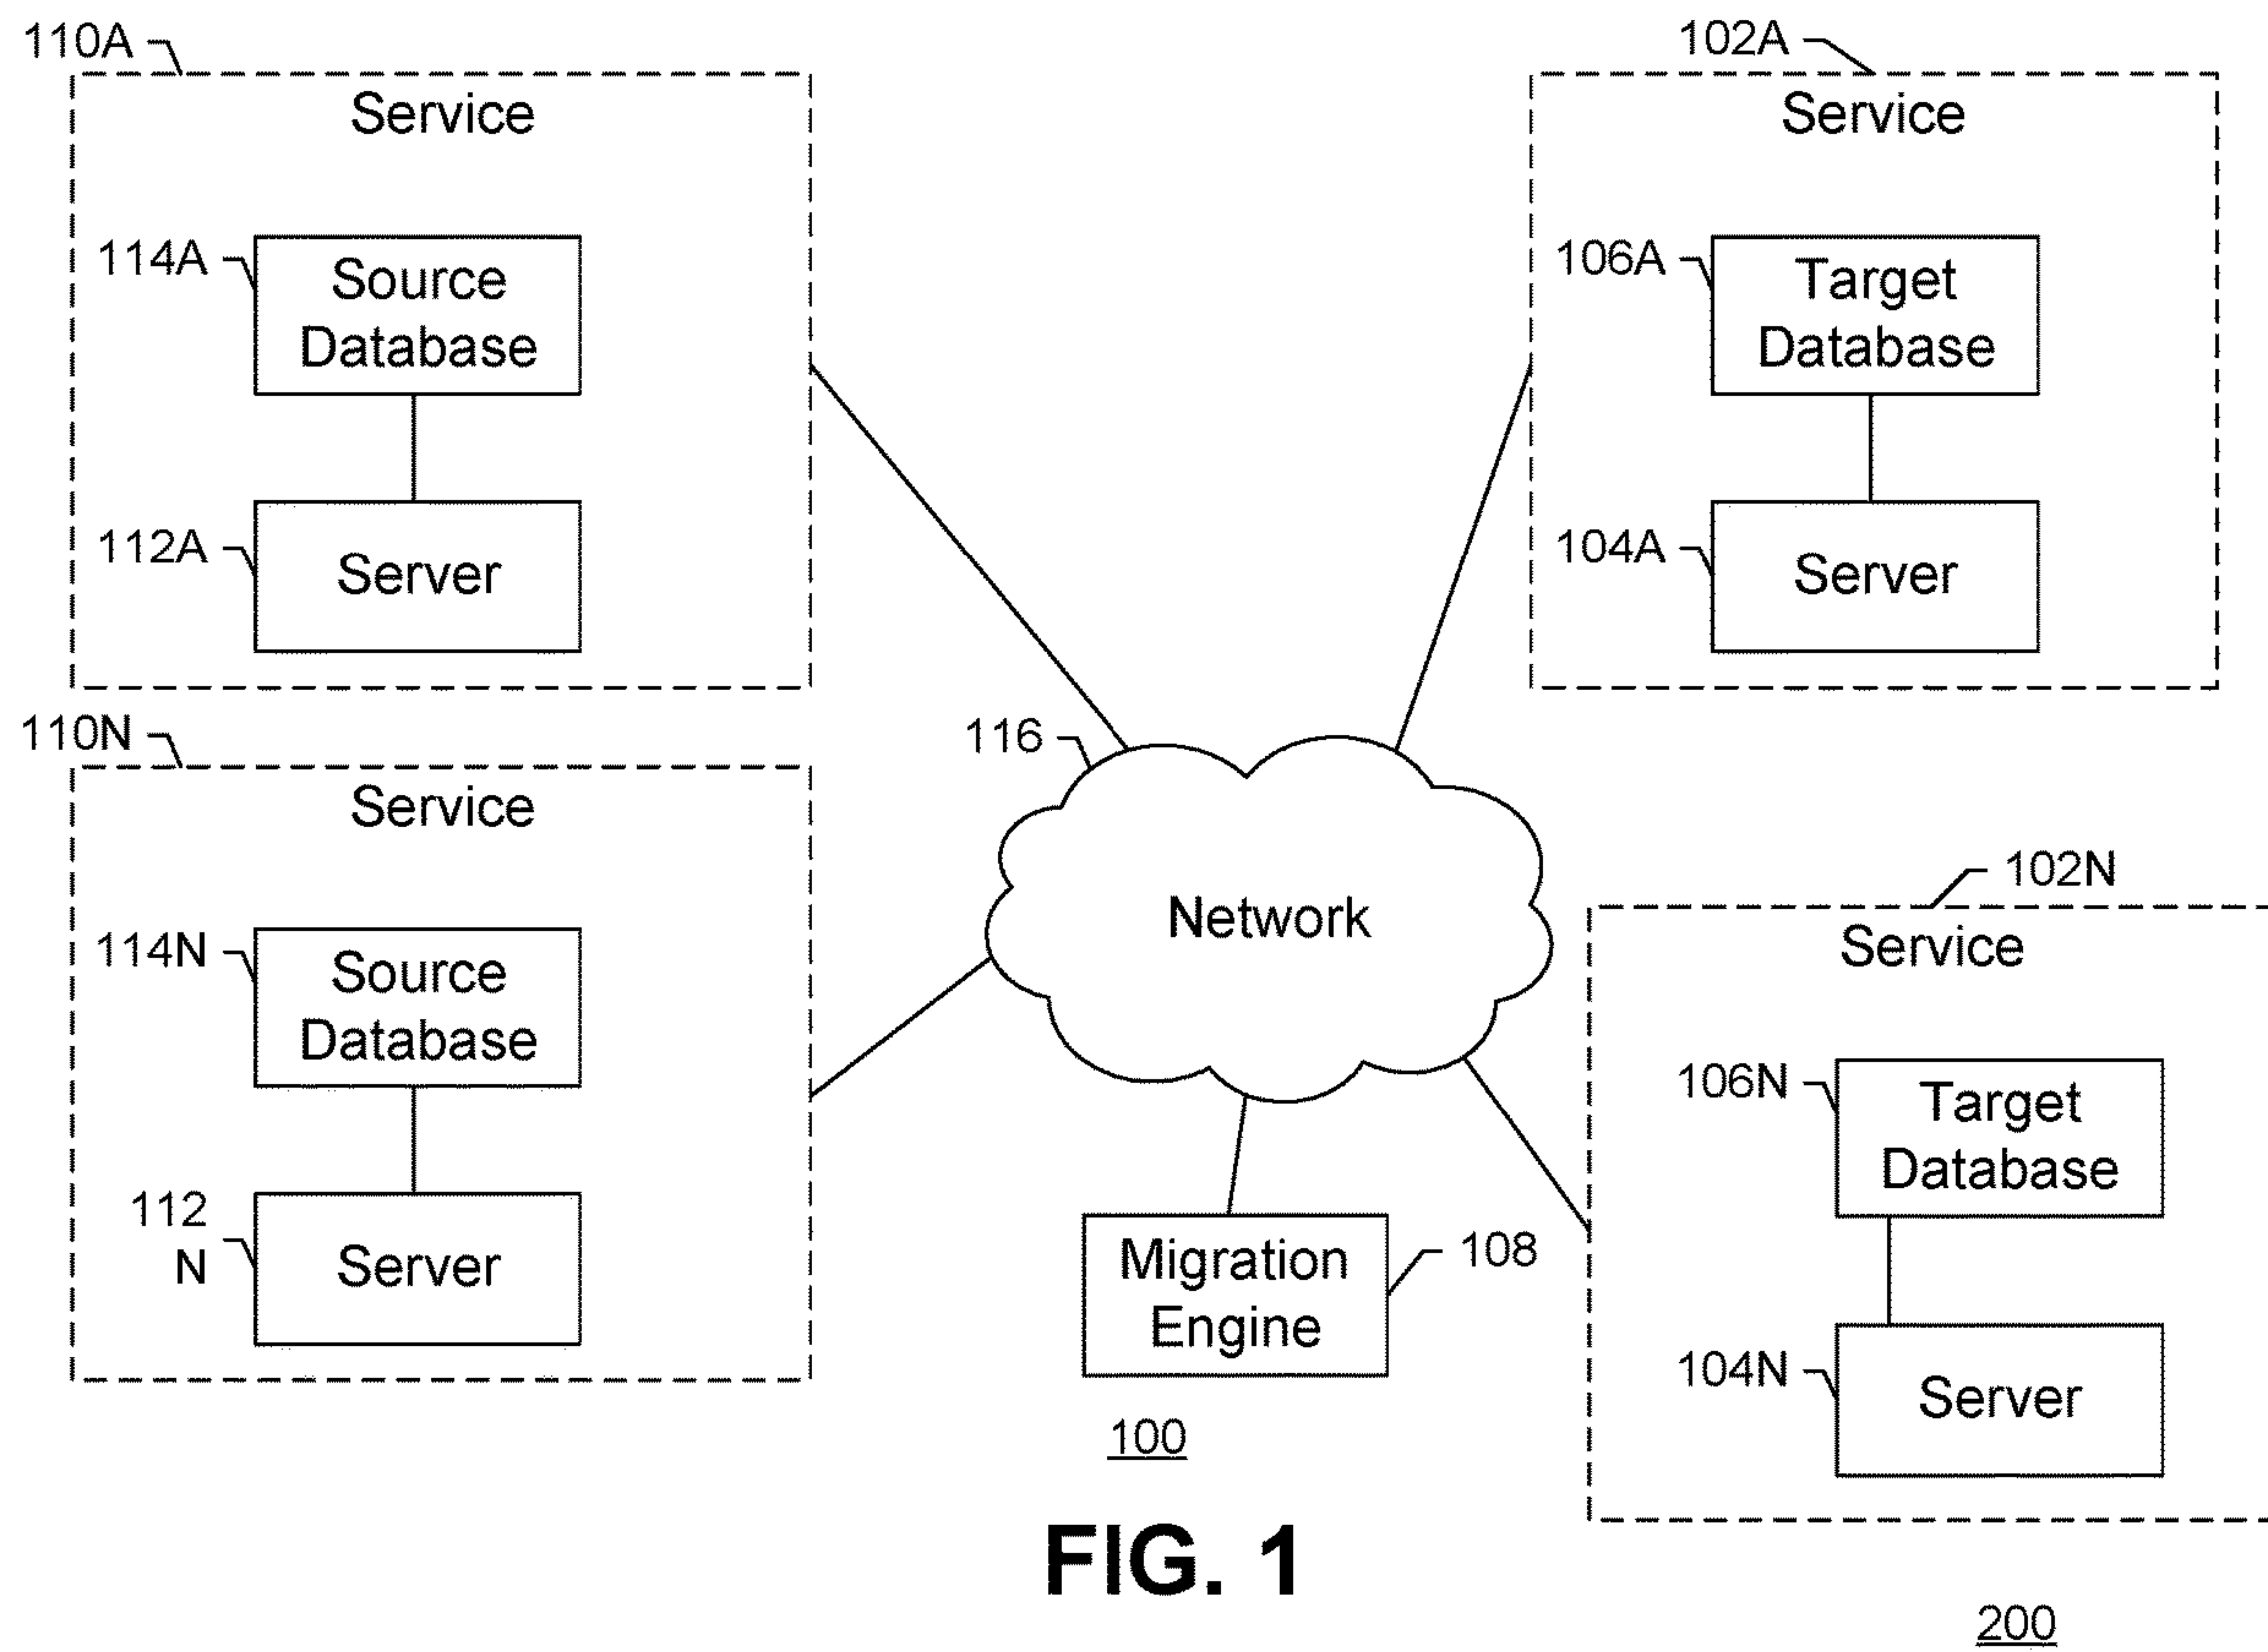 110A
Service
114A
Source
Database
112A
Server
102A
Service
106A
Target
Database
104A
Server
110N
Service
114N
Source
Database
112
N
Server
116
Network
102N
Service
106N
Target
Database
104N
Server
Migration
Engine
108
100
FIG. 1
200